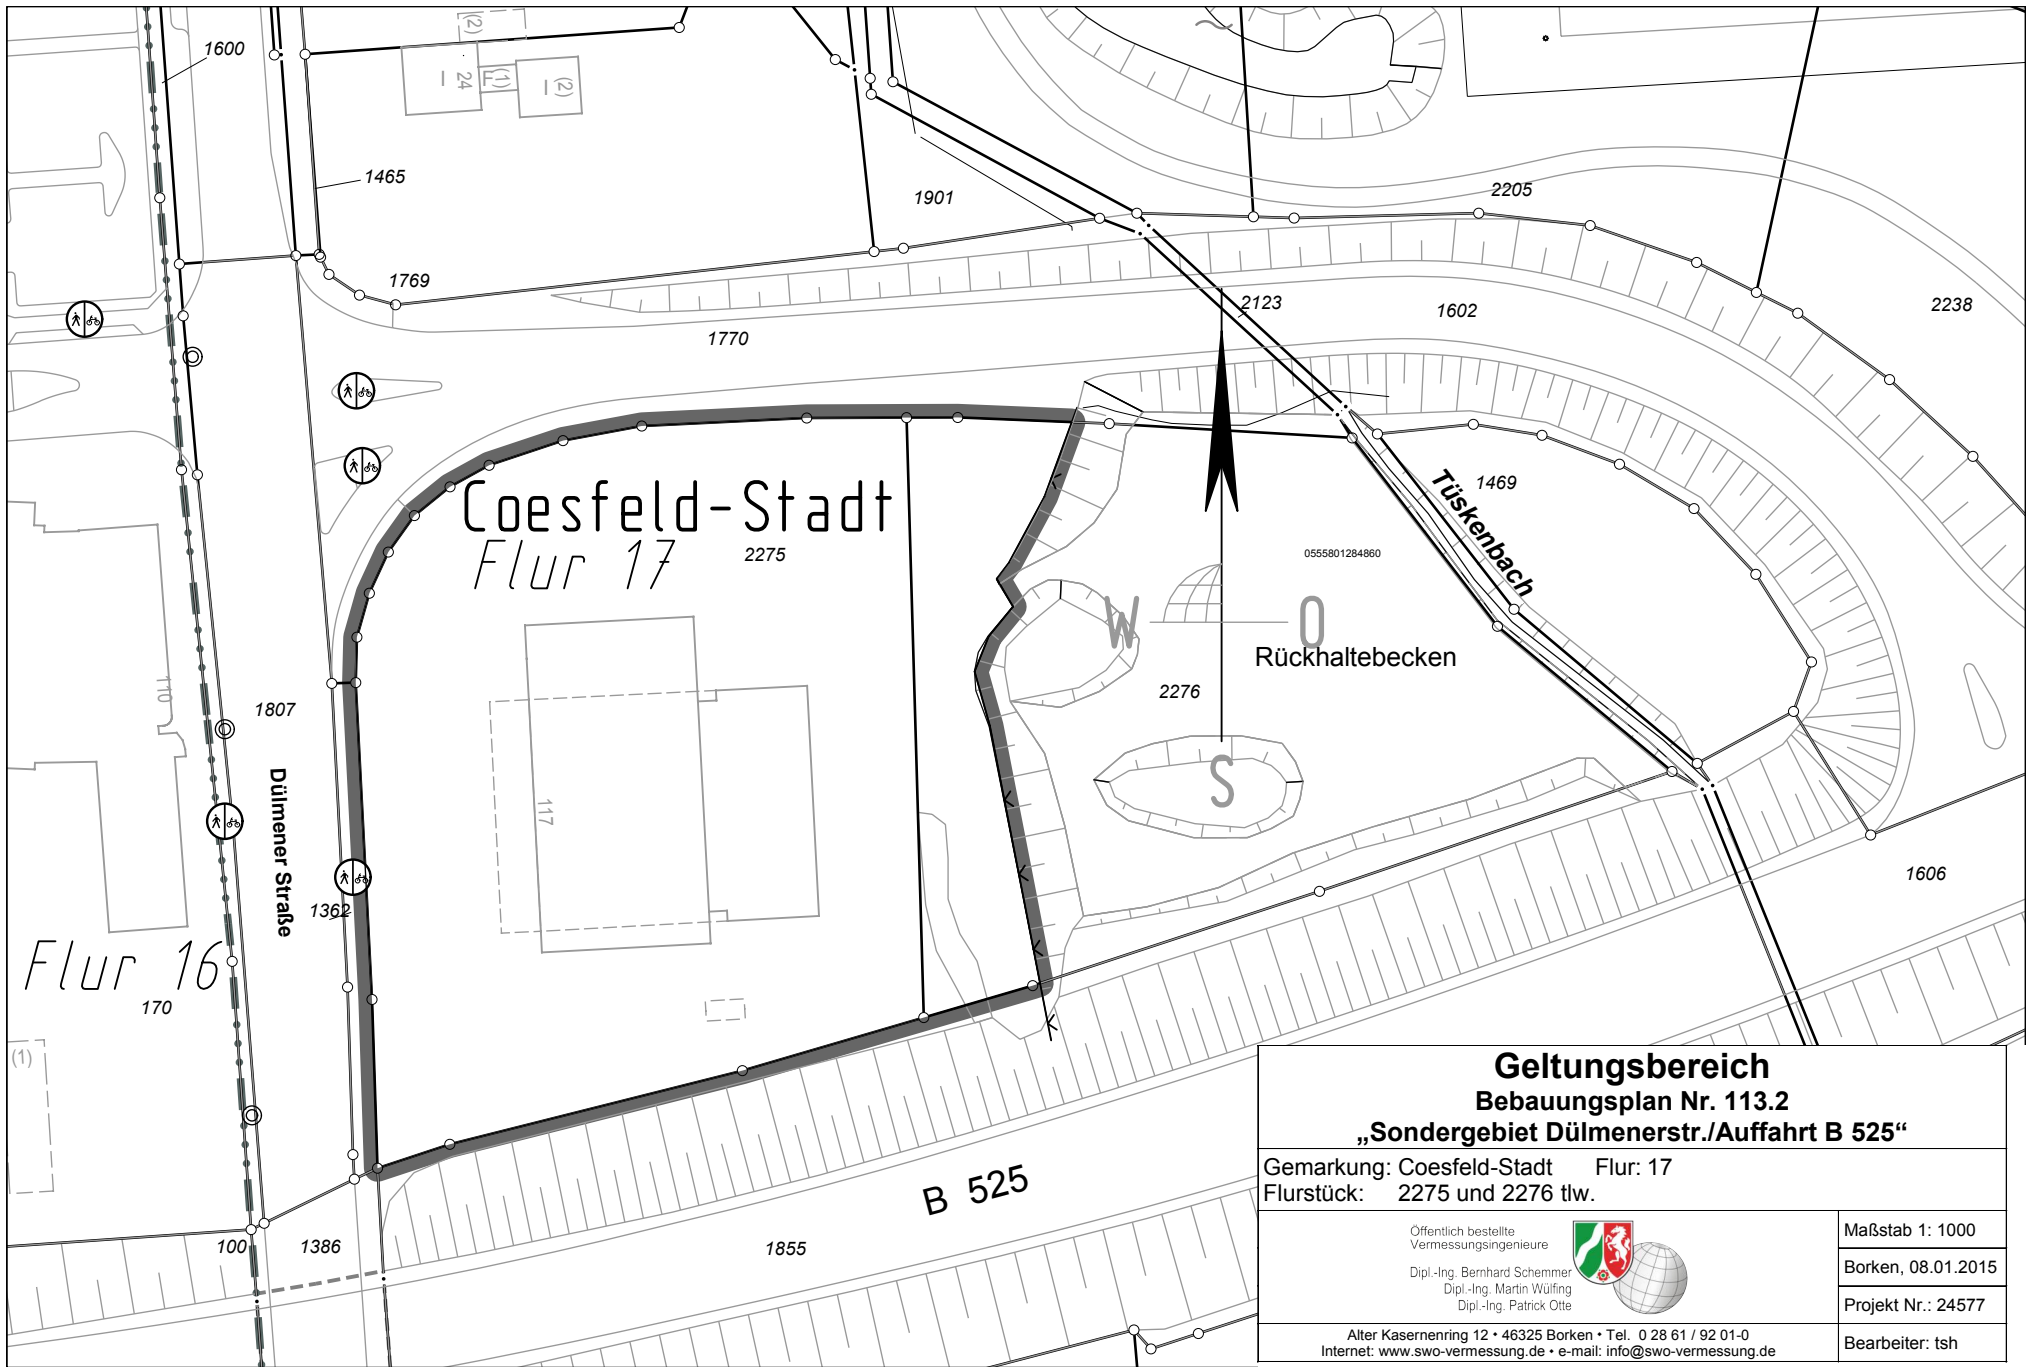 1600
(2)
I 24
F(1)
I (2)
1465
1901
2205
1769
2123
1602
2238
1770
Coesfeld-Stadt
Flur 17
2275
1469
Tüskenbach
0555801284860
W
O
Rückhaltebecken
2276
110
1807
S
117
Dülmener Straße
1362
1606
Flur 16
170
(1)
B 525
100
1386
1855
Geltungsbereich
Bebauungsplan Nr. 113.2
„Sondergebiet Dülmenerstr./Auffahrt B 525“
Gemarkung: Coesfeld-Stadt Flur: 17
Flurstück: 2275 und 2276 tlw.
Öffentlich bestellte
Vermessungsingenieure
Dipl.-Ing. Bernhard Schemmer
Dipl.-Ing. Martin Wülfing
Dipl.-Ing. Patrick Otte
Maßstab 1: 1000
Borken, 08.01.2015
Projekt Nr.: 24577
Bearbeiter: tsh
Alter Kasernenring 12 • 46325 Borken • Tel. 0 28 61 / 92 01-0
Internet: www.swo-vermessung.de • e-mail: info@swo-vermessung.de